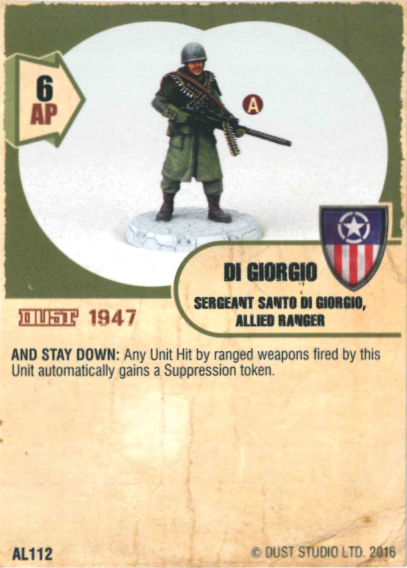 6
AP
A
DI GIORGIO
SERGEANT SANTO DI GIORGIO,
ALLIED RANGER
DUST 1947
AND STAY DOWN: Any Unit Hit by ranged weapons fired by this
Unit automatically gains a Suppression token.
AL112
© DUST STUDIO LTD. 2016